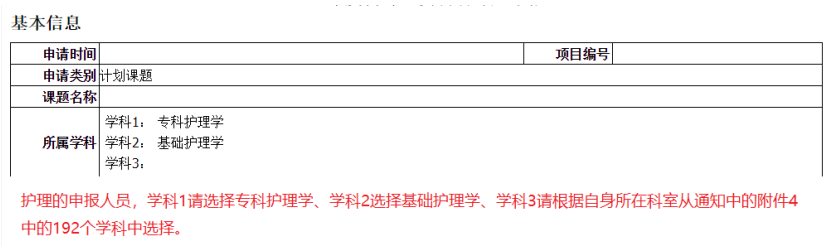 基本信息
申请时间 项目编号
申请类别 计划课题
课题名称
学科1： 专科护理学
所属学科 学科2： 基础护理学
学科3：
护理的申报人员，学科1请选择专科护理学、学科2选择基础护理学、学科3请根据自身所在科室从通知中的附件4
中的192个学科中选择。